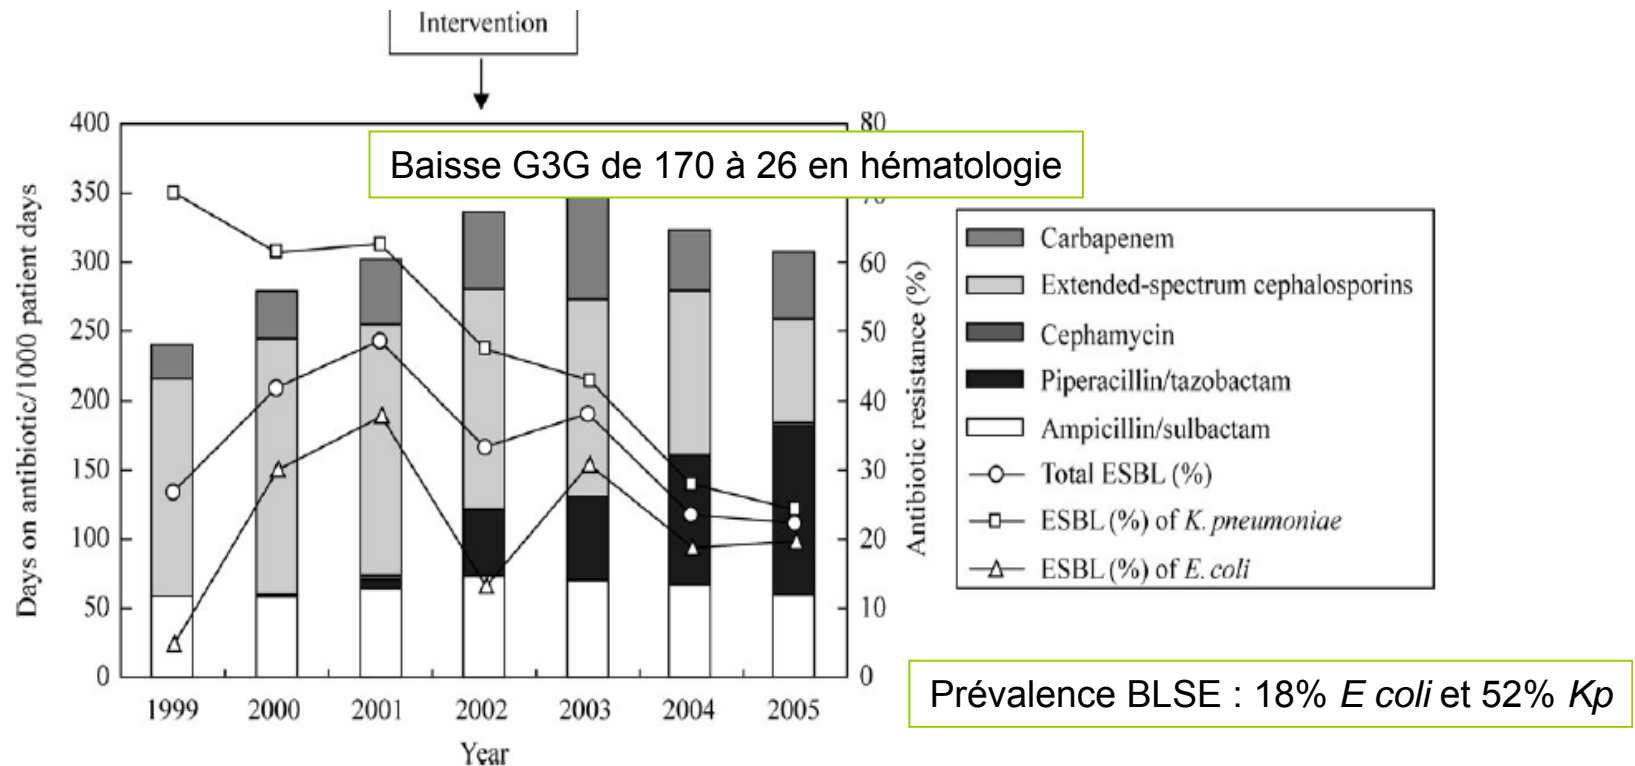 Intervention
Baisse G3G de 170 à 26 en hématologie
400
350
300
250
200
150
100
50
0
Days on antibiotic/1000 patient days
80
70
60
50
40
30
20
10
0
Antibiotic resistance (%)
1999 2000 2001 2002 2003 2004 2005
Year
Carbapenem
Extended-spectrum cephalosporins
Cephamycin
Piperacillin/tazobactam
Ampicillin/sulbactam
Total ESBL (%)
ESBL (%) of K. pneumoniae
ESBL (%) of E. coli
Prévalence BLSE : 18% E coli et 52% Kp